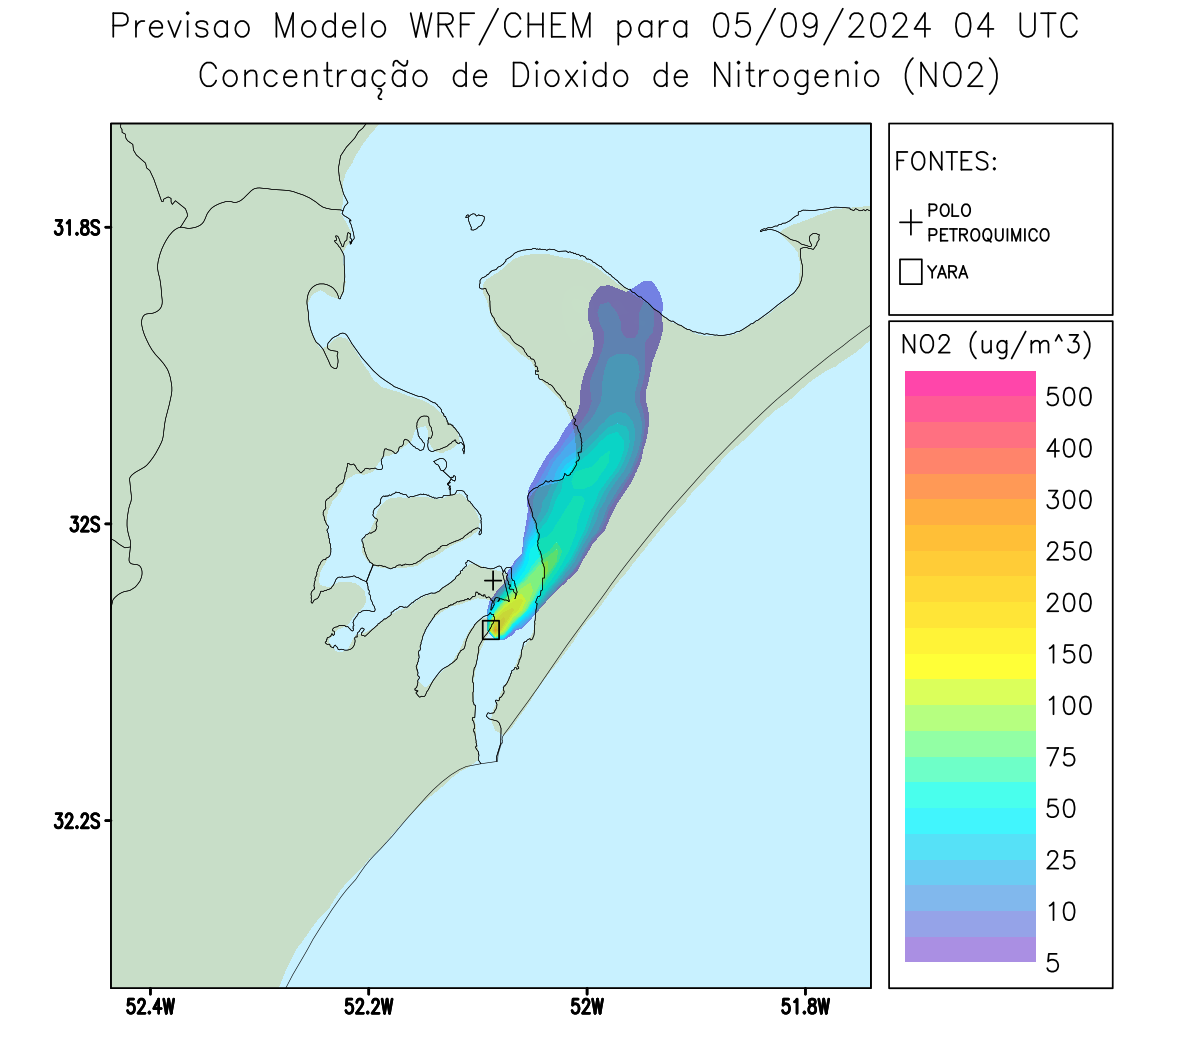 Previsao Modelo WRF/CHEM para 05/09/2024 04 UTC
Concentração de Dioxido de Nitrogenio (NO2)
FONTES:
POLO
PETROQUIMICO
YARA
NO2 (ug/m^3)
500
400
300
250
200
150
100
75
50
25
10
5
31.8S
32S
32.2S
52.4W
52.2W
52W
51.8W